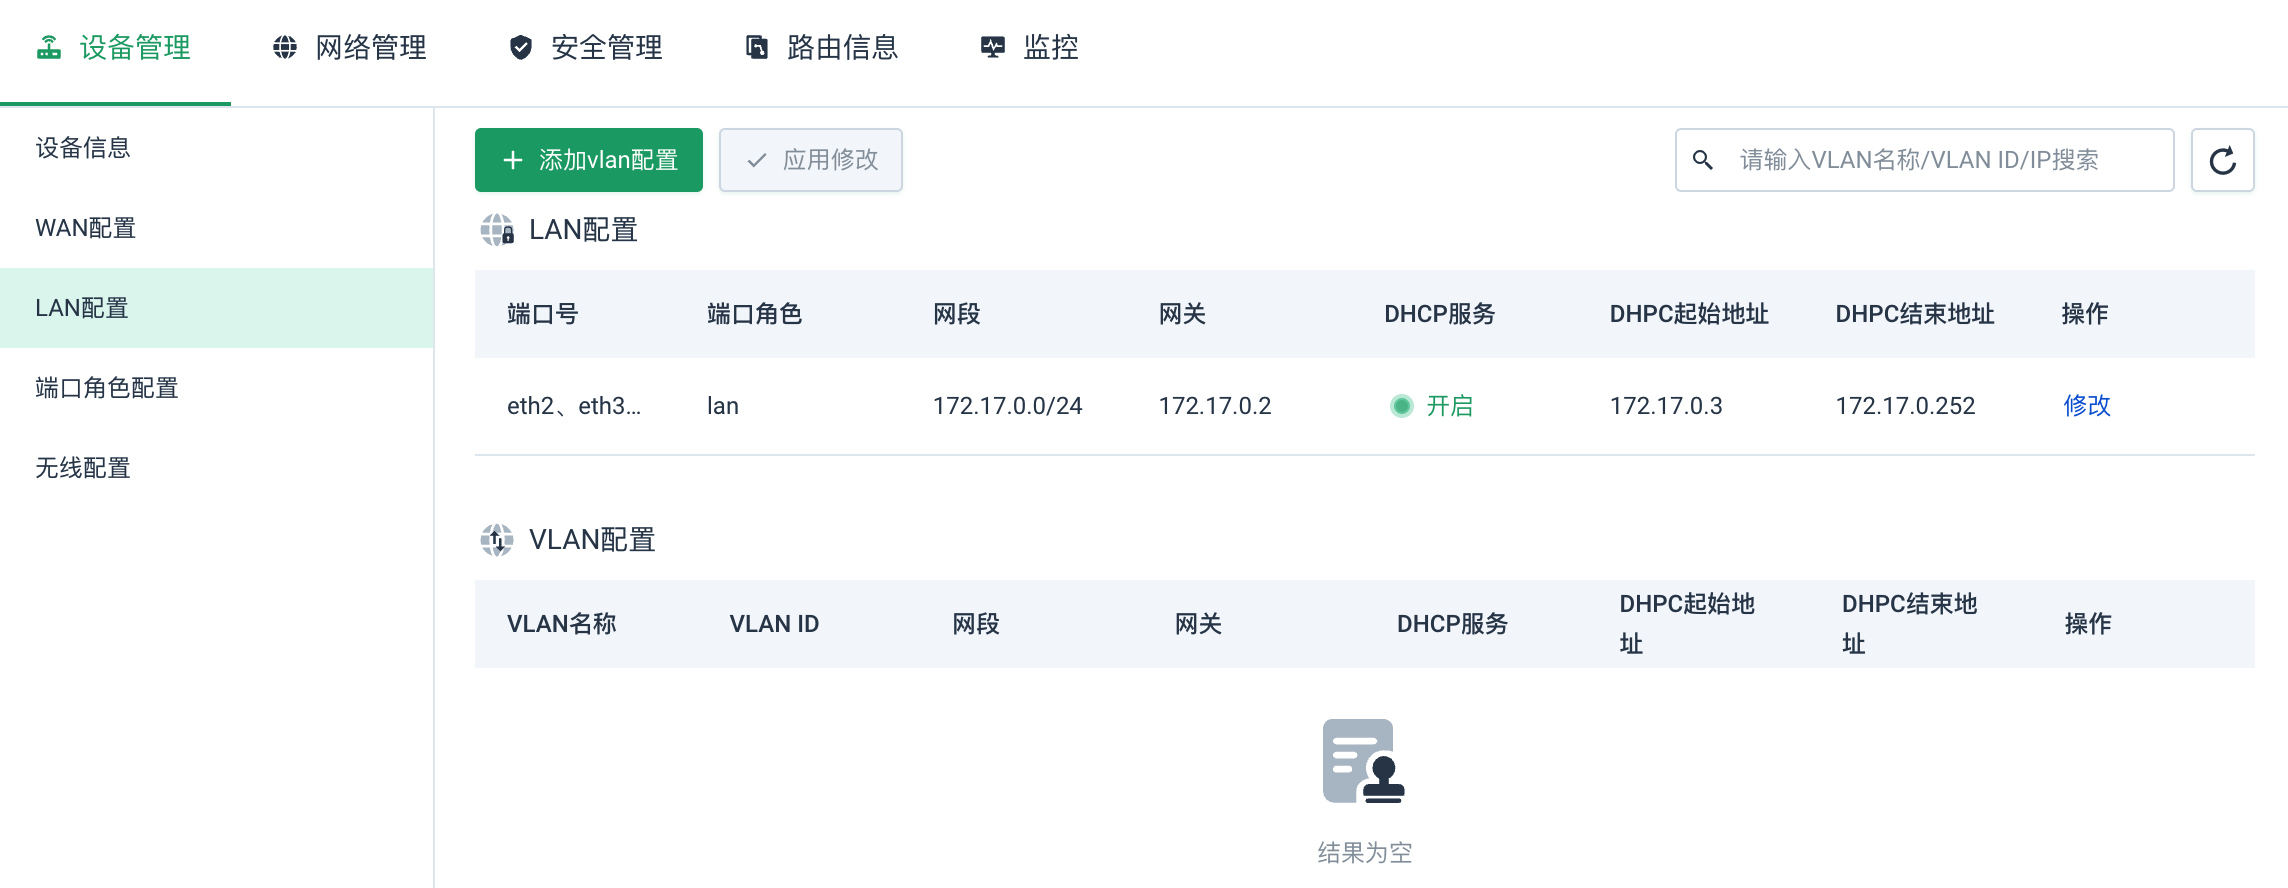 设备管理 网络管理 安全管理 路由信息 监控
设备信息
WAN配置
LAN配置
端口角色配置
无线配置
添加vlan配置 应用修改 请输入VLAN名称/VLAN ID/IP搜索
LAN配置
端口号 端口角色 网段 网关 DHCP服务 DHPC起始地址 DHPC结束地址 操作
eth2、eth3... lan 172.17.0.0/24 172.17.0.2 开启 172.17.0.3 172.17.0.252 修改
VLAN配置
VLAN名称 VLAN ID 网段 网关 DHCP服务 DHPC起始地址 DHPC结束地址 操作
结果为空